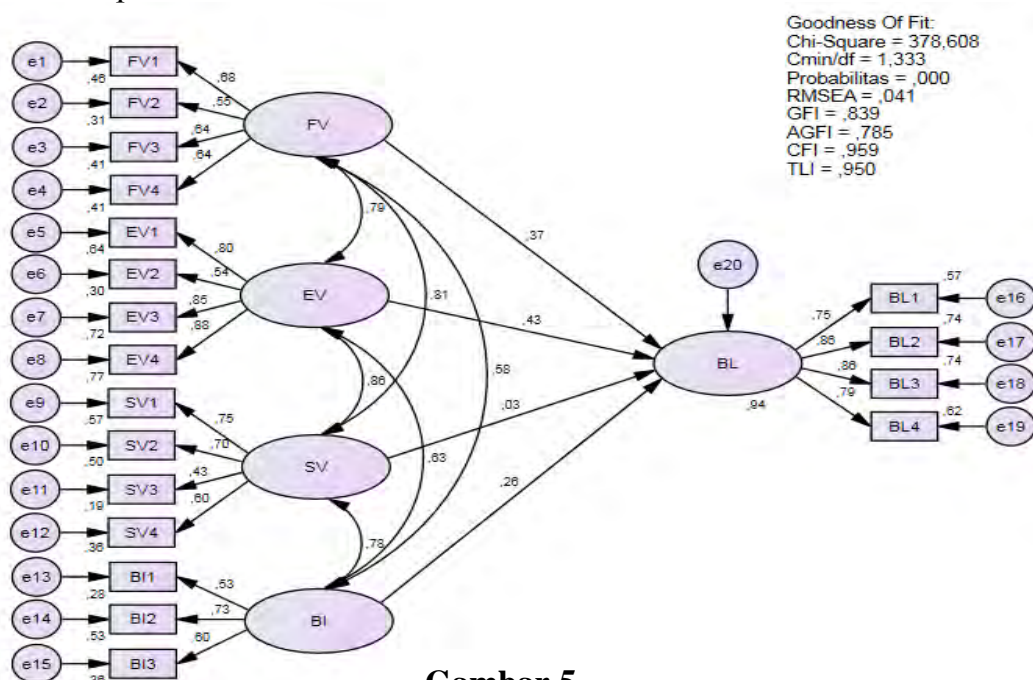 Goodness Of Fit:
Chi-Square = 378,608
Cmin/df = 1,333
Probabilitas = ,000
RMSEA = ,041
GFI = ,839
AGFI = ,785
CFI = ,959
TLI = ,950
e1 FV1 ,68
,46
e2 FV2 ,55
,31
e3 FV3 ,64
,41
e4 FV4 ,64
,41
FV
e5 EV1 ,80
,64
e6 EV2 ,54
,30
e7 EV3 ,85
,72
e8 EV4 ,88
,77
EV
e9 SV1 ,75
,57
e10 SV2 ,70
,50
e11 SV3 ,43
,19
e12 SV4 ,60
,36
SV
e13 BI1 ,53
,28
e14 BI2 ,73
,53
e15 BI3 ,60
BI
,79
,81
,58
,86
,63
,78
,37
,43
,03
,26
e20
BL
,94
,57
,75 BL1 e16
,74
,86 BL2 e17
,74
,86 BL3 e18
,62
,79 BL4 e19
Gambar 5